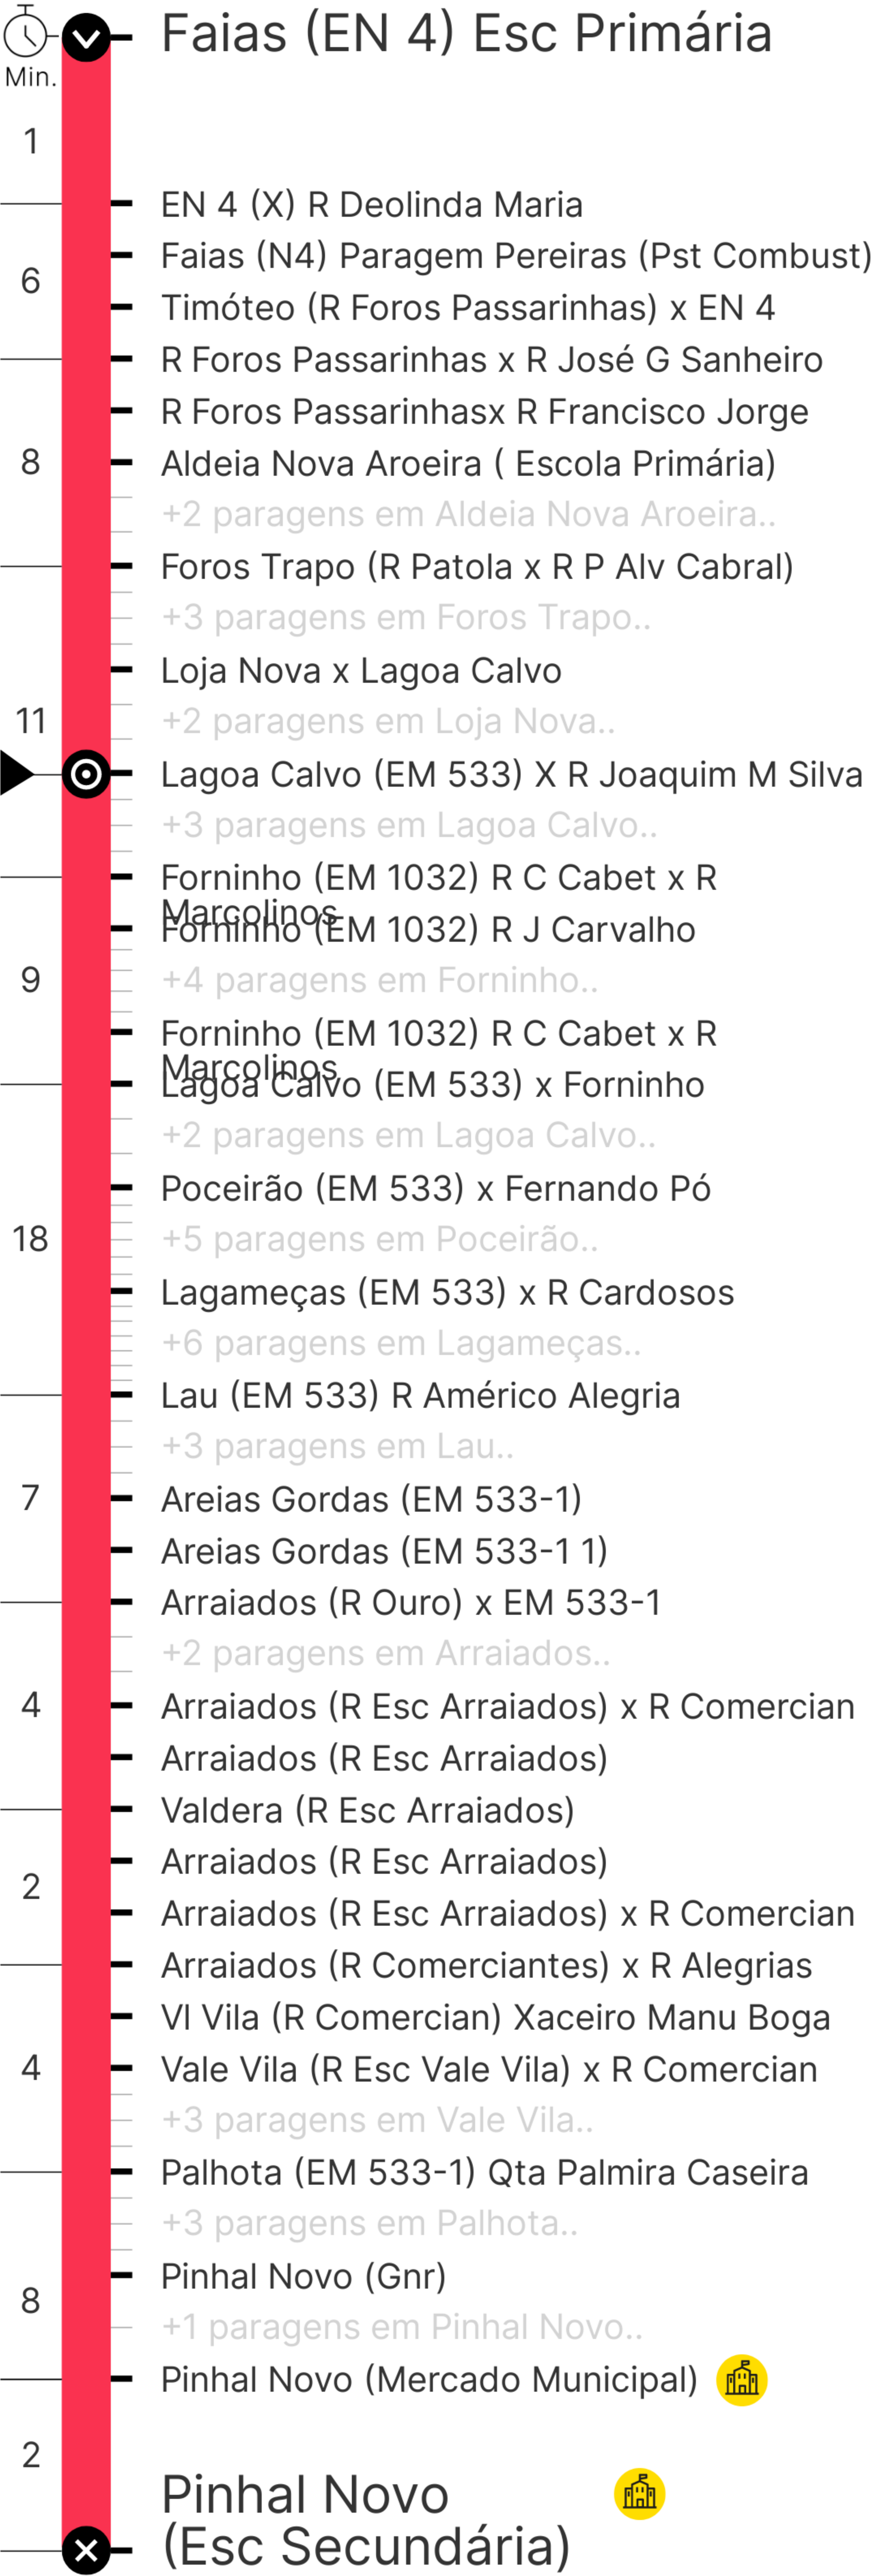 Faias (EN 4) Esc Primária
Min.
1
EN 4 (X) R Deolinda Maria
Faias (N4) Paragem Pereiras (Pst Combust)
6
Timóteo (R Foros Passarinhas) x EN 4
R Foros Passarinhas x R José G Sanheiro
R Foros Passarinhasx R Francisco Jorge
8
Aldeia Nova Aroeira ( Escola Primária)
+2 paragens em Aldeia Nova Aroeira..
Foros Trapo (R Patola x R P Alv Cabral)
+3 paragens em Foros Trapo..
Loja Nova x Lagoa Calvo
11
+2 paragens em Loja Nova..
Lagoa Calvo (EM 533) X R Joaquim M Silva
+3 paragens em Lagoa Calvo..
Forninho (EM 1032) R C Cabet x R
Marcolinos
Forninho (EM 1032) R J Carvalho
9
+4 paragens em Forninho..
Forninho (EM 1032) R C Cabet x R
Marcolinos
Lagoa Calvo (EM 533) x Forninho
+2 paragens em Lagoa Calvo..
Poceirão (EM 533) x Fernando Pó
18
+5 paragens em Poceirão..
Lagameças (EM 533) x R Cardosos
+6 paragens em Lagameças..
Lau (EM 533) R Américo Alegria
+3 paragens em Lau..
7
Areias Gordas (EM 533-1)
Areias Gordas (EM 533-1 1)
Arraiados (R Ouro) x EM 533-1
+2 paragens em Arraiados..
4
Arraiados (R Esc Arraiados) x R Comercian
Arraiados (R Esc Arraiados)
Valdera (R Esc Arraiados)
Arraiados (R Esc Arraiados)
2
Arraiados (R Esc Arraiados) x R Comercian
Arraiados (R Comerciantes) x R Alegrias
Vl Vila (R Comercian) Xaceiro Manu Boga
4
Vale Vila (R Esc Vale Vila) x R Comercian
+3 paragens em Vale Vila..
Palhota (EM 533-1) Qta Palmira Caseira
+3 paragens em Palhota..
Pinhal Novo (Gnr)
8
+1 paragens em Pinhal Novo..
Pinhal Novo (Mercado Municipal)
2
Pinhal Novo
(Esc Secundária)